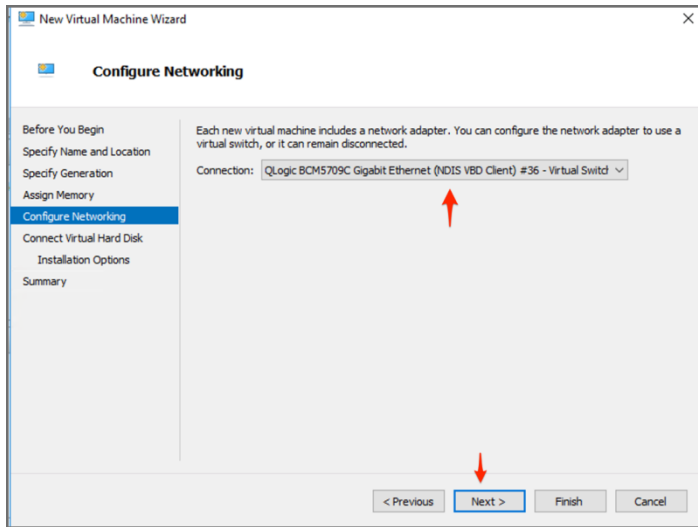 New Virtual Machine Wizard
Configure Networking
Before You Begin
Specify Name and Location
Specify Generation
Assign Memory
Configure Networking
Connect Virtual Hard Disk
Installation Options
Summary
Each new virtual machine includes a network adapter. You can configure the network adapter to use a
virtual switch, or it can remain disconnected.
Connection: QLogic BCM5709C Gigabit Ethernet (NDIS VBD Client) #36 - Virtual Switch
< Previous Next > Finish Cancel